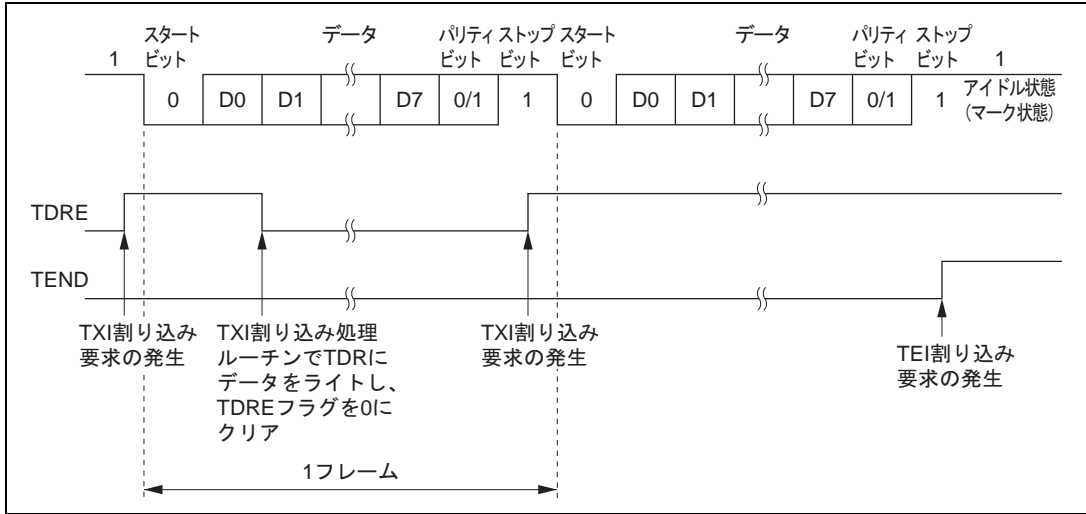 スタート データ パリティ ストップ スタート データ パリティ ストップ
1 ビット ビット ビット ビット ビット ビット 1
0 D0 D1 D7 0/1 1 0 D0 D1 D7 0/1 1 アイドル状態
(マーク状態)
TDRE
TEND
TXI割り込み
要求の発生
TXI割り込み処理
ルーチンでTDRに
データをライトし、
TDREフラグを0に
クリア
TXI割り込み
要求の発生
TEI割り込み
要求の発生
1フレーム